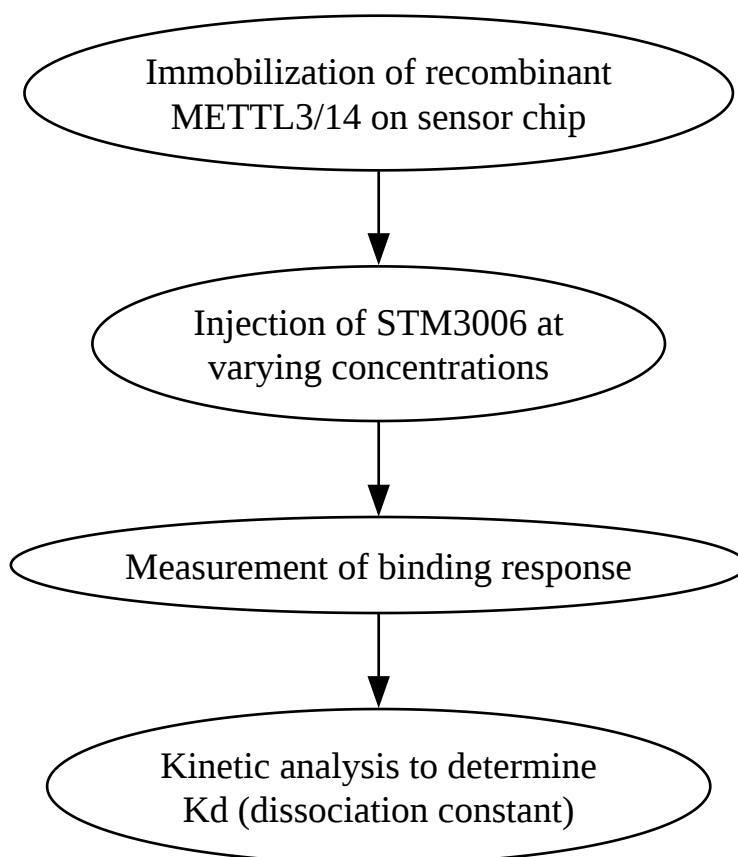 Immobilization of recombinant
METTL3/14 on sensor chip
Injection of STM3006 at
varying concentrations
Measurement of binding response
Kinetic analysis to determine
Kd (dissociation constant)